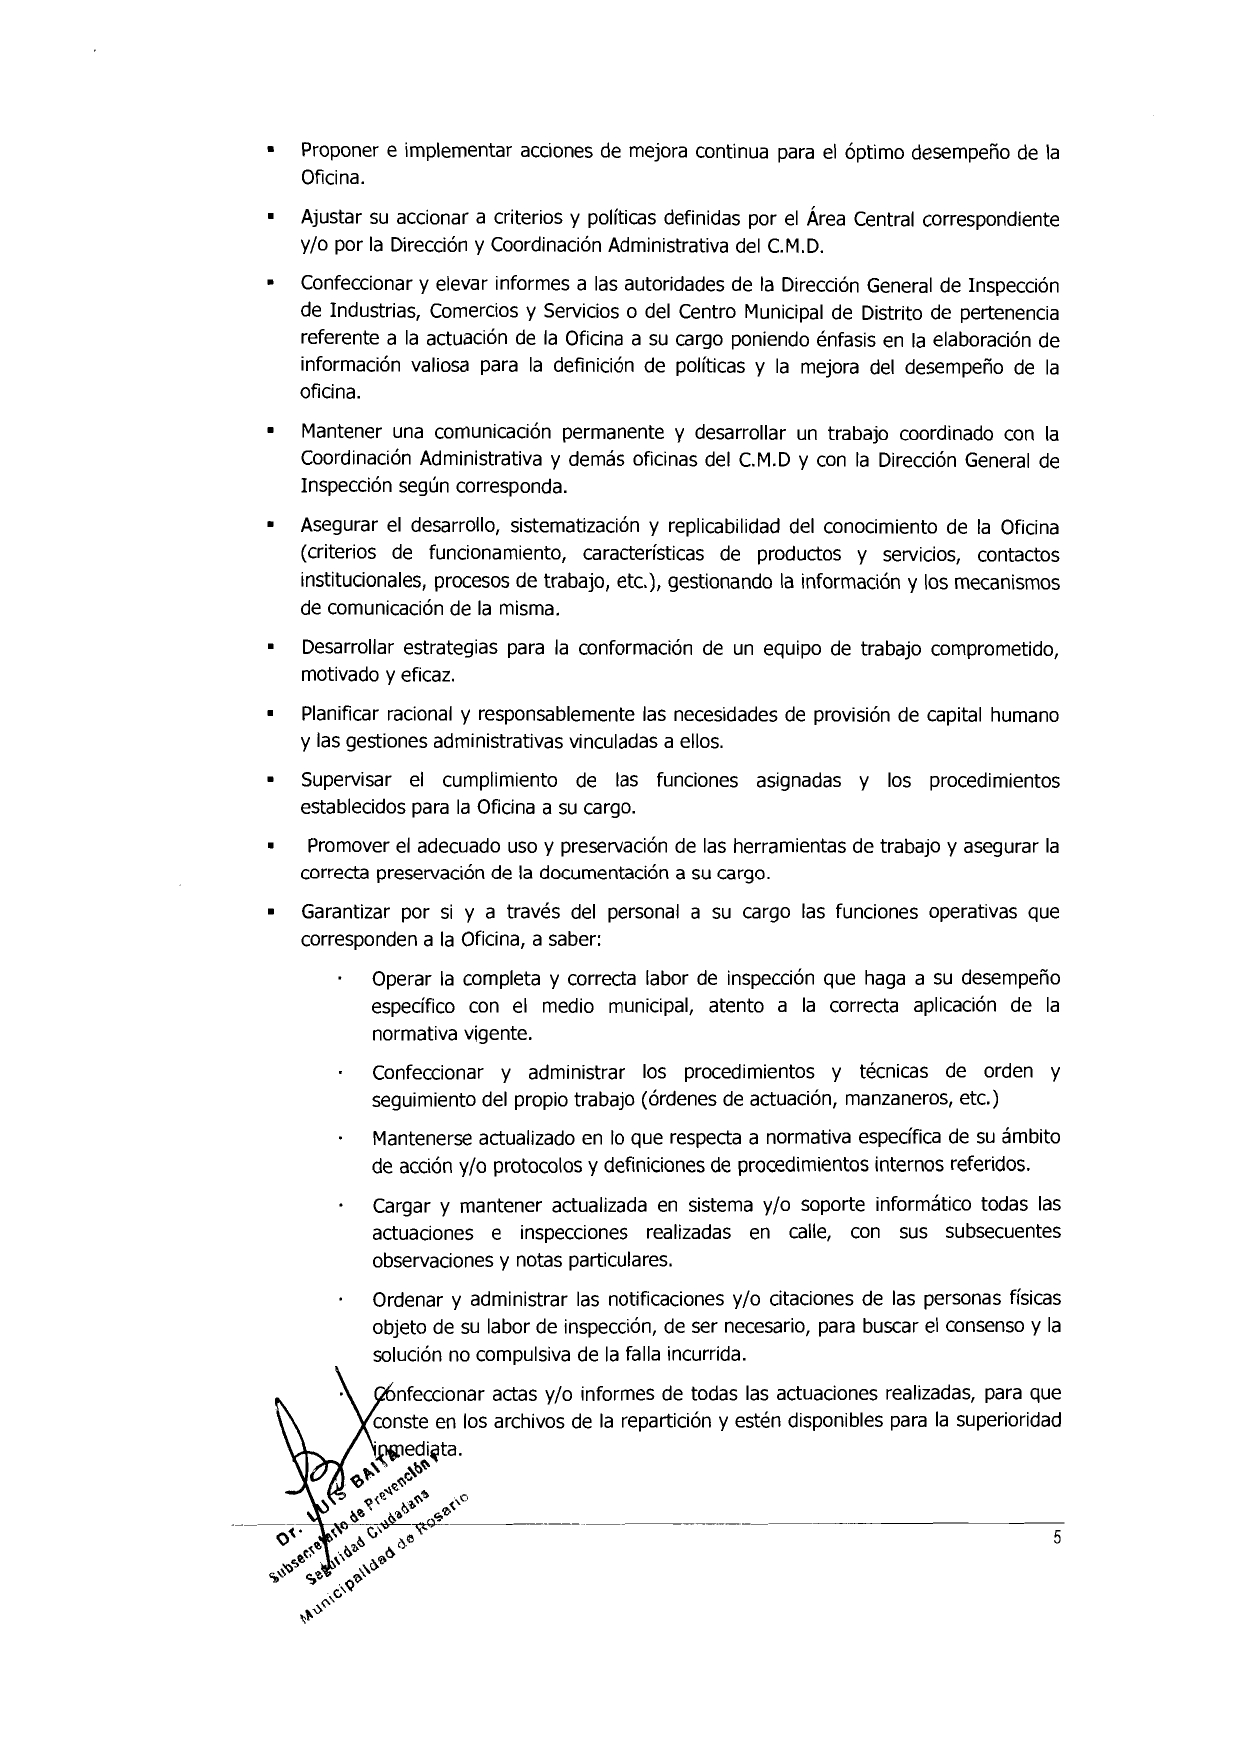 ▪ Proponer e implementar acciones de mejora continua para el óptimo desempeño de la
Oficina.
▪ Ajustar su accionar a criterios y políticas definidas por el Área Central correspondiente
y/o por la Dirección y Coordinación Administrativa del C.M.D.
▪ Confeccionar y elevar informes a las autoridades de la Dirección General de Inspección
de Industrias, Comercios y Servicios o del Centro Municipal de Distrito de pertenencia
referente a la actuación de la Oficina a su cargo poniendo énfasis en la elaboración de
información valiosa para la definición de políticas y la mejora del desempeño de la
oficina.
▪ Mantener una comunicación permanente y desarrollar un trabajo coordinado con la
Coordinación Administrativa y demás oficinas del C.M.D y con la Dirección General de
Inspección según corresponda.
▪ Asegurar el desarrollo, sistematización y replicabilidad del conocimiento de la Oficina
(criterios de funcionamiento, características de productos y servicios, contactos
institucionales, procesos de trabajo, etc.), gestionando la información y los mecanismos
de comunicación de la misma.
▪ Desarrollar estrategias para la conformación de un equipo de trabajo comprometido,
motivado y eficaz.
▪ Planificar racional y responsablemente las necesidades de provisión de capital humano
y las gestiones administrativas vinculadas a ellos.
▪ Supervisar el cumplimiento de las funciones asignadas y los procedimientos
establecidos para la Oficina a su cargo.
▪ Promover el adecuado uso y preservación de las herramientas de trabajo y asegurar la
correcta preservación de la documentación a su cargo.
▪ Garantizar por si y a través del personal a su cargo las funciones operativas que
corresponden a la Oficina, a saber:
· Operar la completa y correcta labor de inspección que haga a su desempeño
específico con el medio municipal, atento a la correcta aplicación de la
normativa vigente.
· Confeccionar y administrar los procedimientos y técnicas de orden y
seguimiento del propio trabajo (órdenes de actuación, manzaneros, etc.)
· Mantenerse actualizado en lo que respecta a normativa específica de su ámbito
de acción y/o protocolos y definiciones de procedimientos internos referidos.
· Cargar y mantener actualizada en sistema y/o soporte informático todas las
actuaciones e inspecciones realizadas en calle, con sus subsecuentes
observaciones y notas particulares.
· Ordenar y administrar las notificaciones y/o citaciones de las personas físicas
objeto de su labor de inspección, de ser necesario, para buscar el consenso y la
solución no compulsiva de la falla incurrida.
· Confeccionar actas y/o informes de todas las actuaciones realizadas, para que
conste en los archivos de la repartición y estén disponibles para la superioridad
inmediata.
Dr. LUIS BAITA
Subsecretario de Prevención y
Seguridad Ciudadana
Municipalidad de Rosario
5